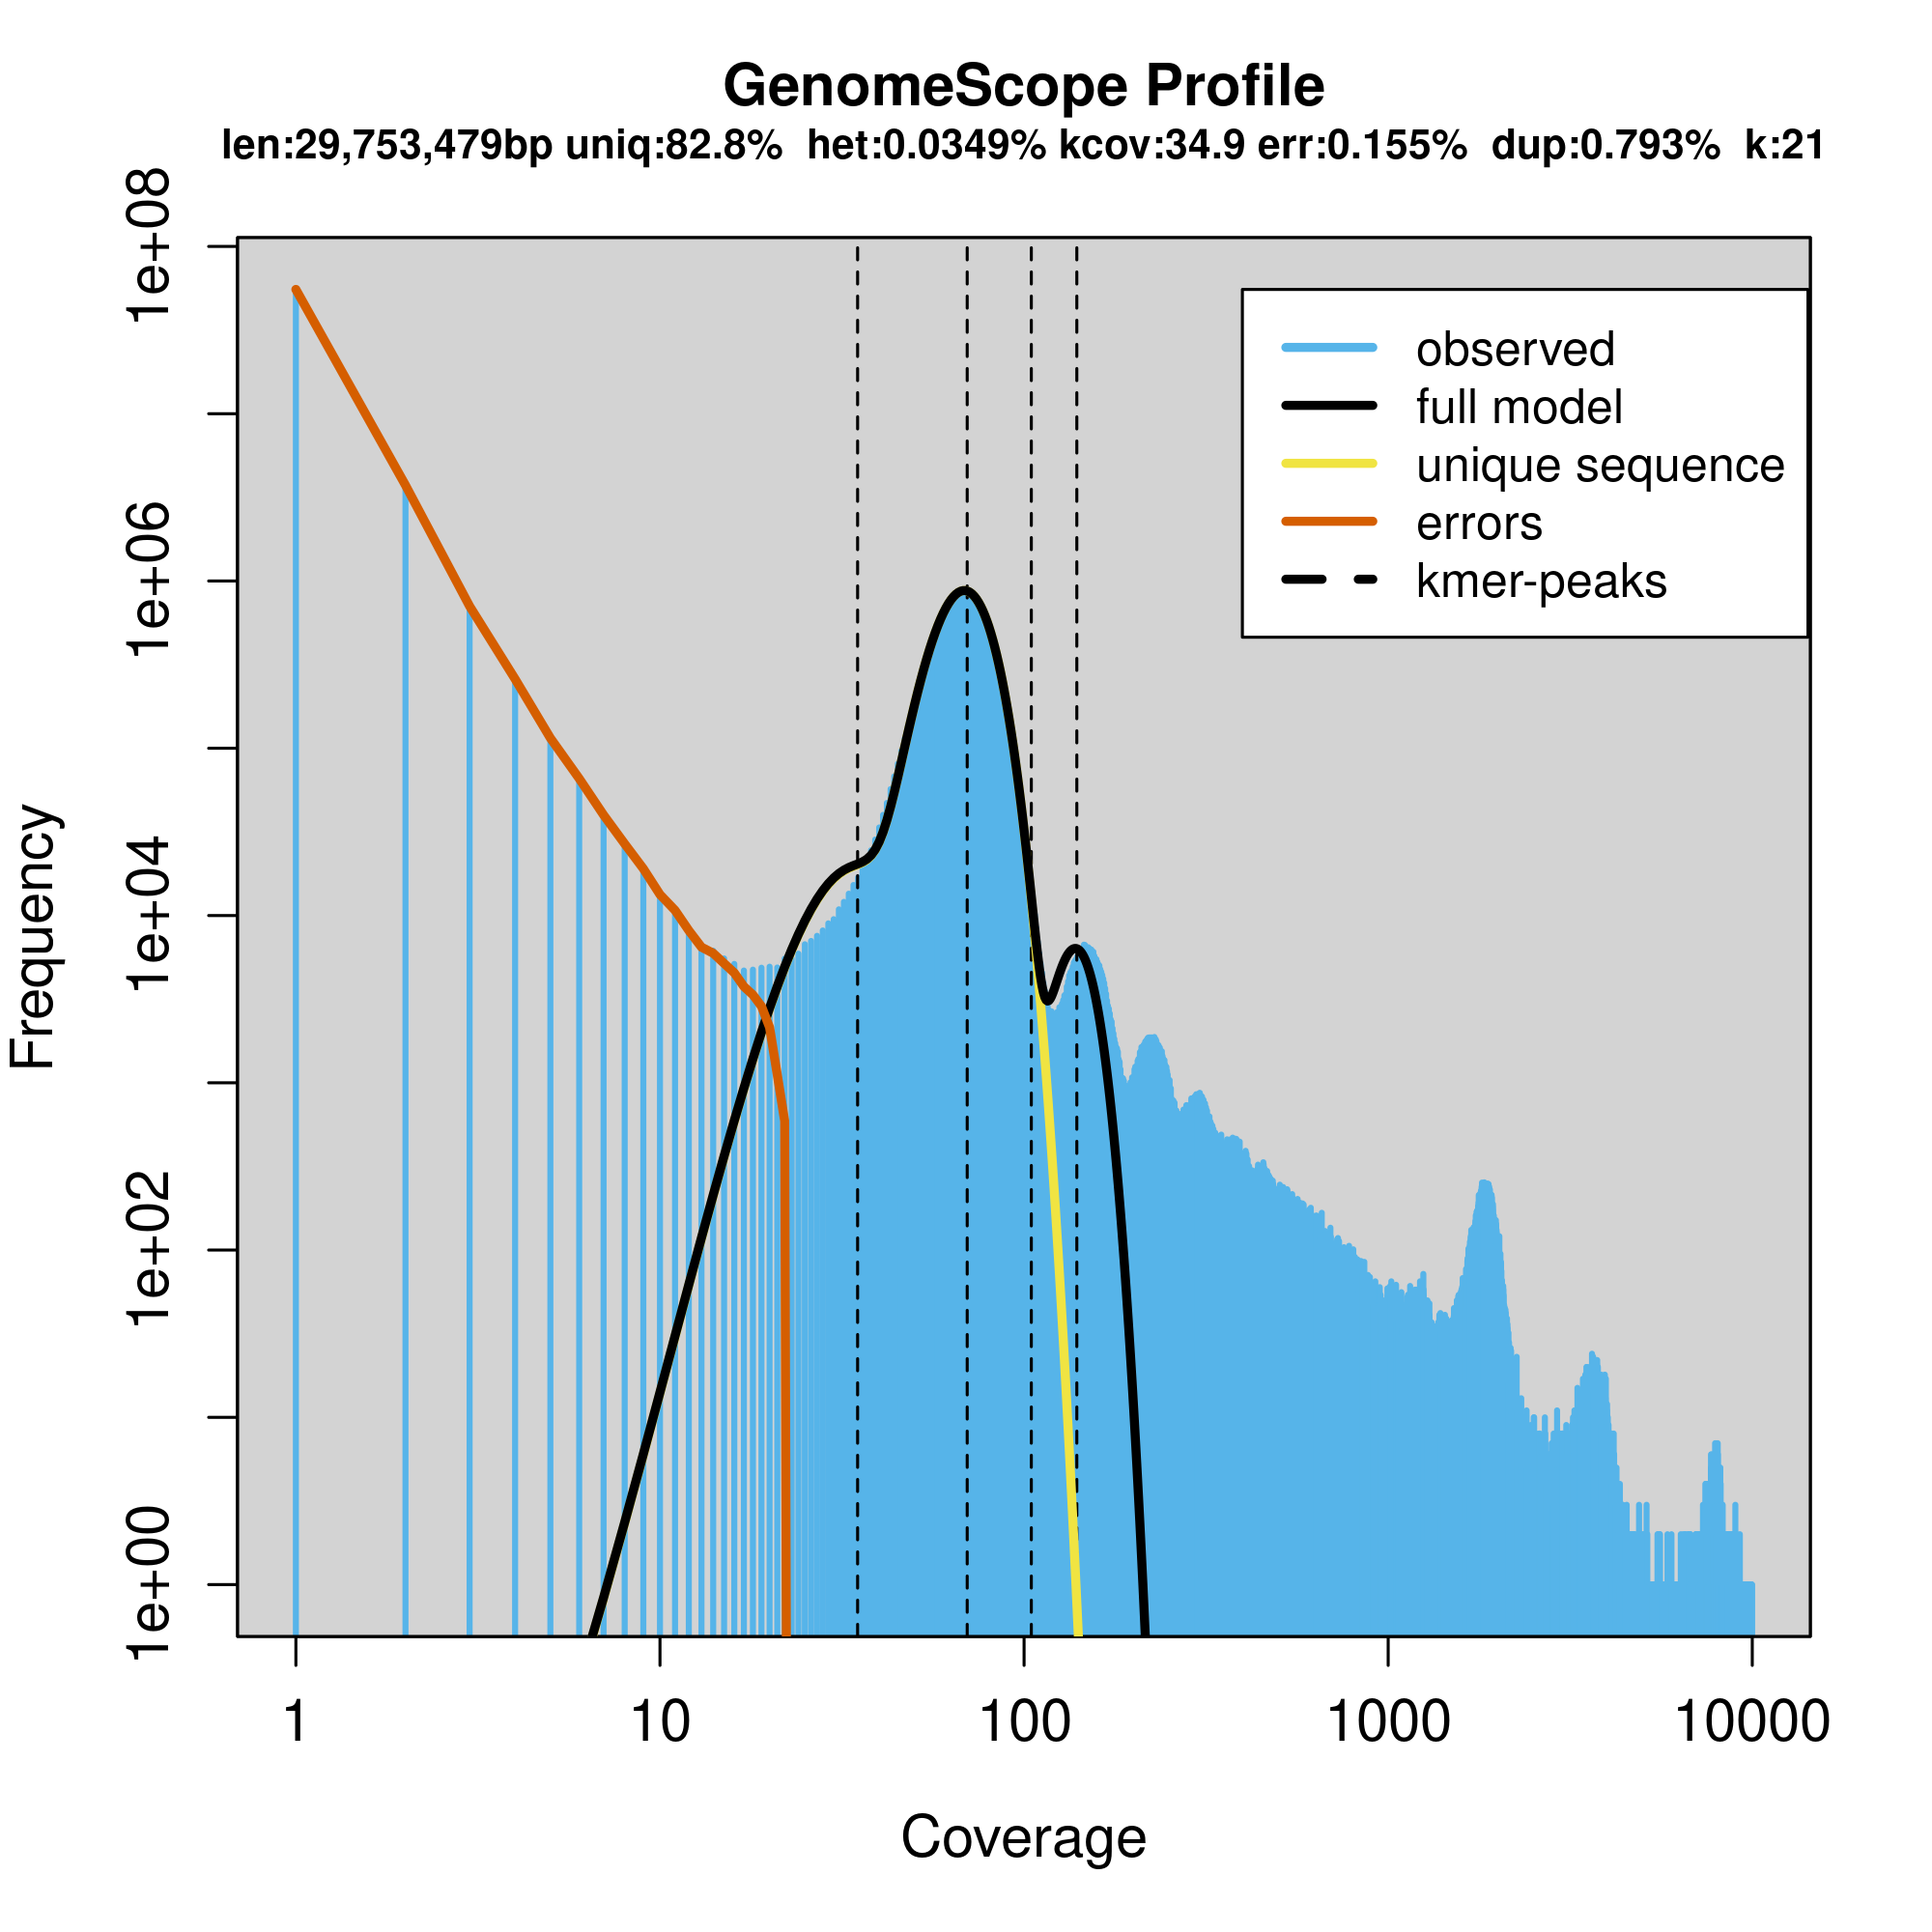 GenomeScope Profile
len:29,753,479bp uniq:82.8% het:0.0349% kcov:34.9 err:0.155% dup:0.793% k:21
Frequency
1e+08
1e+06
1e+04
1e+02
1e+00
observed
full model
unique sequence
errors
kmer-peaks
1 10 100 1000 10000
Coverage